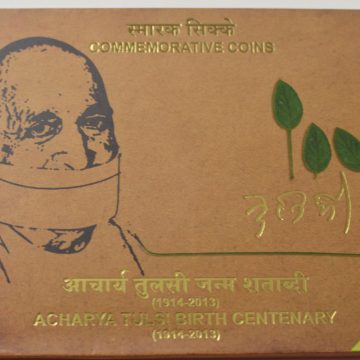 स्मारक सिक्के
COMMEMORATIVE COINS
तुलसी
आचार्य तुलसी जन्म शताब्दी
(1914-2013)
ACHARYA TULSI BIRTH CENTENARY
(1914-2013)